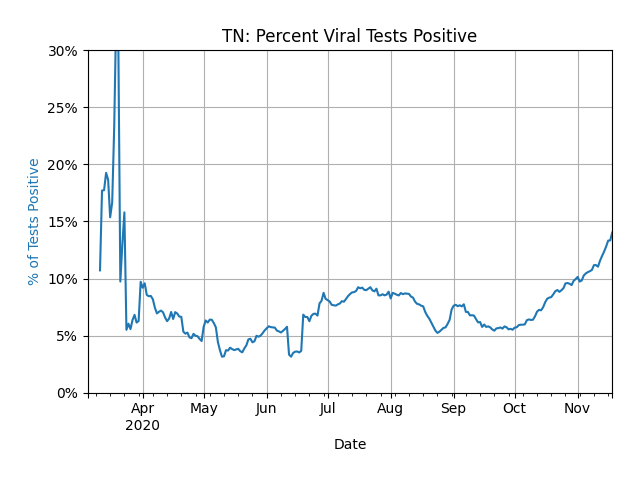 TN: Percent Viral Tests Positive
30%
25%
20%
15%
10%
5%
0%
% of Tests Positive
Apr May Jun Jul Aug Sep Oct Nov
2020
Date